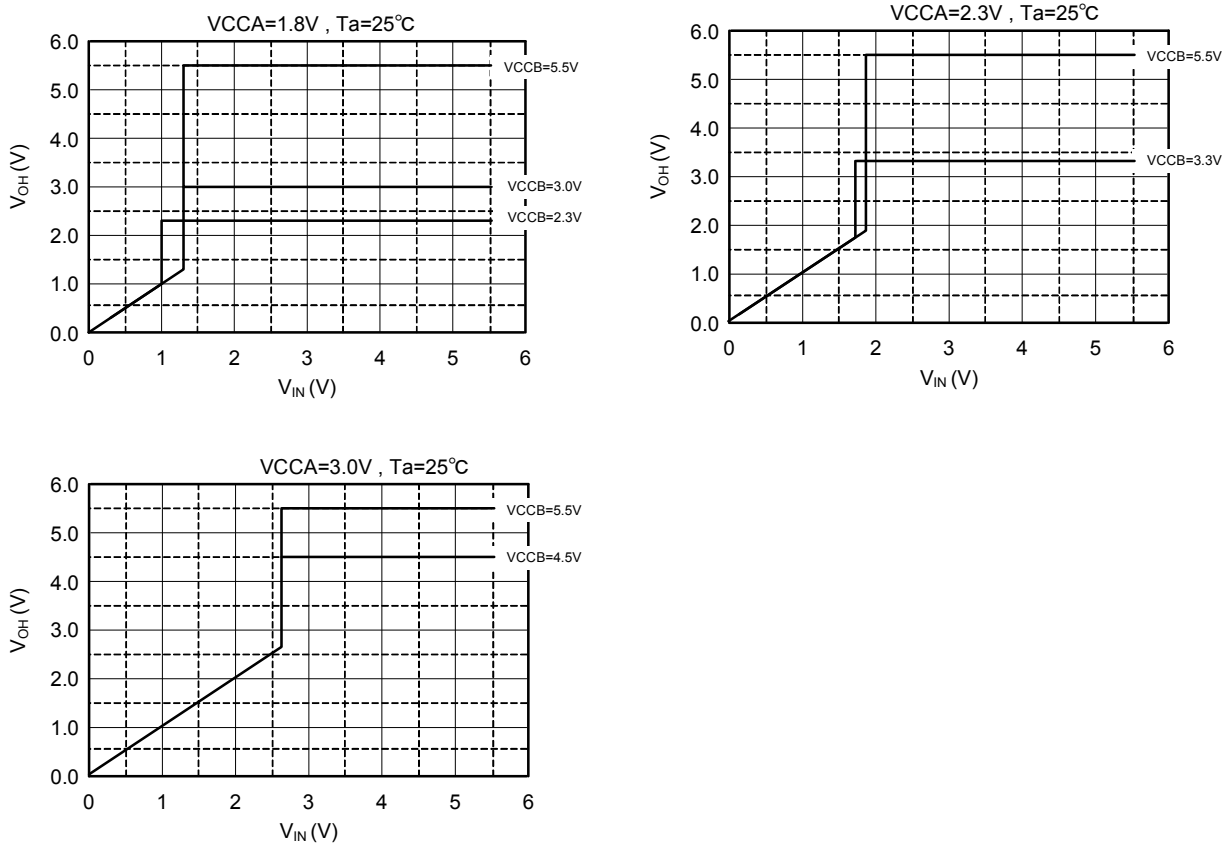 VCCA=1.8V , Ta=25℃
6.0
5.0
4.0
3.0
2.0
1.0
0.0
VOH (V)
VCCB=5.5V
VCCB=3.0V
VCCB=2.3V
0 1 2 3 4 5 6
VIN (V)
VCCA=2.3V , Ta=25℃
6.0
5.0
4.0
3.0
2.0
1.0
0.0
VOH (V)
VCCB=5.5V
VCCB=3.3V
0 1 2 3 4 5 6
VIN (V)
VCCA=3.0V , Ta=25℃
6.0
5.0
4.0
3.0
2.0
1.0
0.0
VOH (V)
VCCB=5.5V
VCCB=4.5V
0 1 2 3 4 5 6
VIN (V)